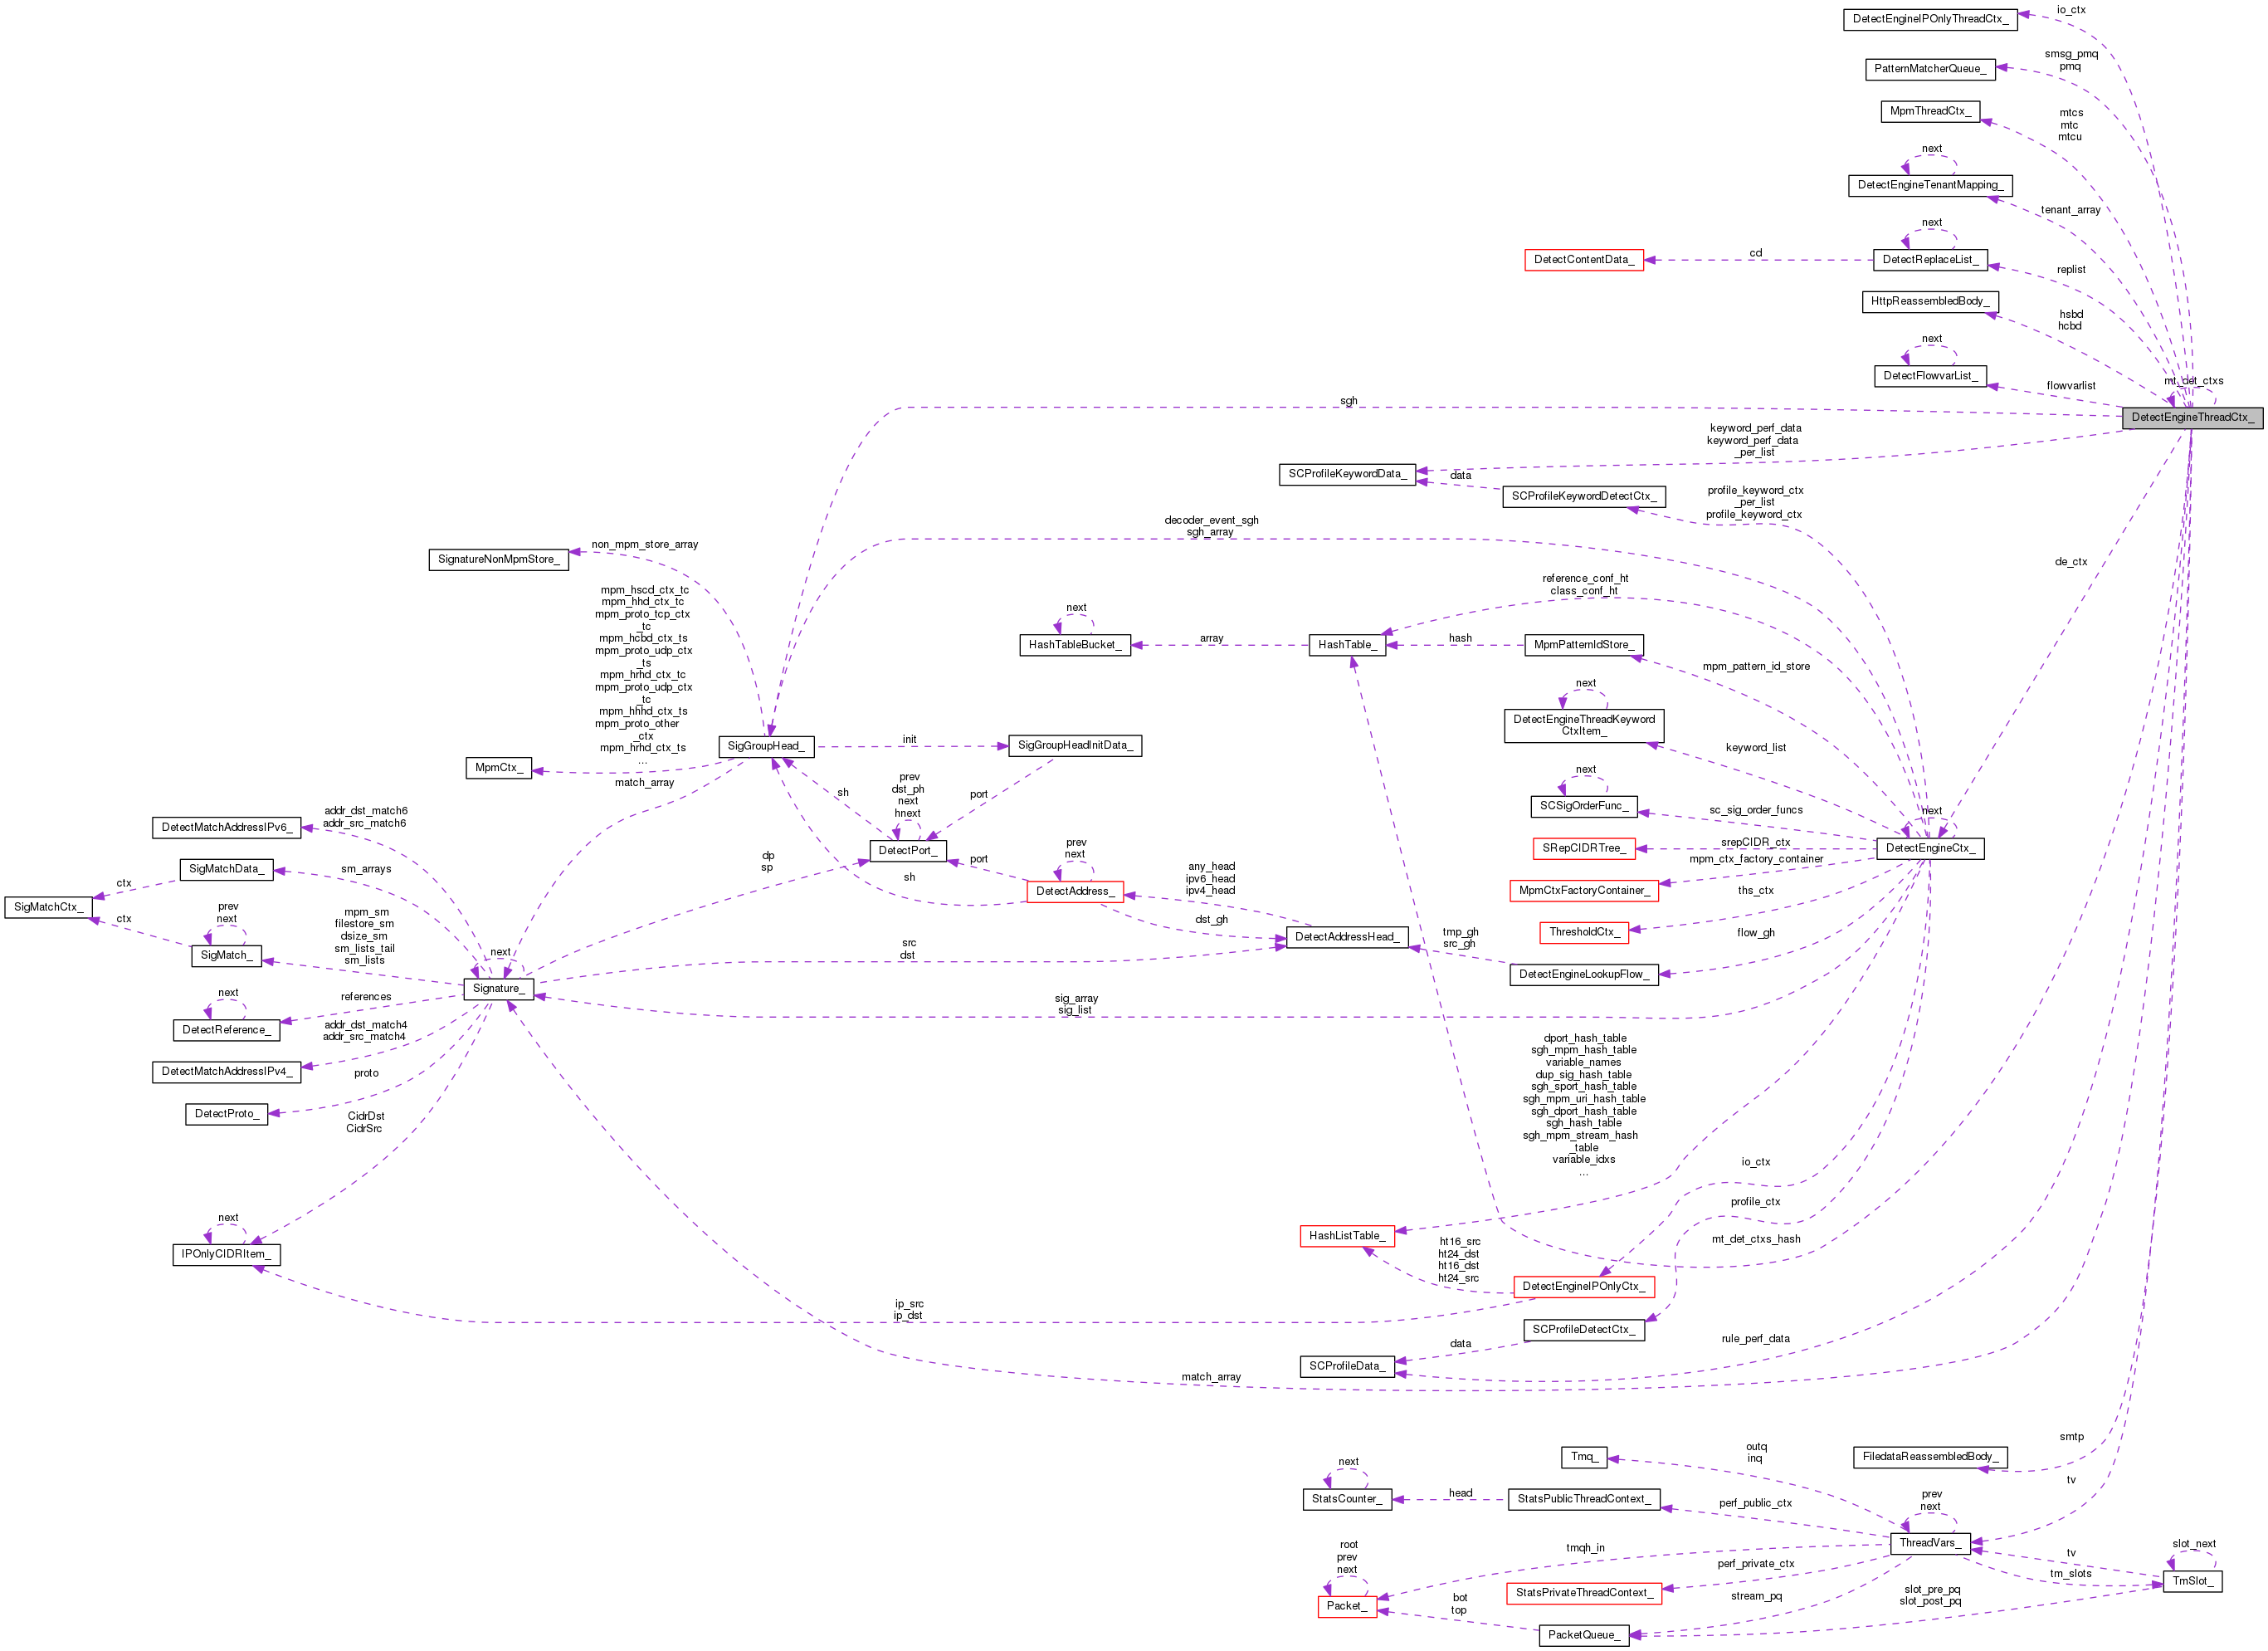 io_ctx
DetectEngineIPOnlyThreadCtx_
smsg_pmq
pmq
PatternMatcherQueue_
MpmThreadCtx_
mtcs
mtc
mtcu
next
DetectEngineTenantMapping_
tenant_array
next
DetectContentData_
cd
DetectReplaceList_
replist
HttpReassembledBody_
hsbd
hcbd
next
DetectFlowvarList_
flowvarlist
mt_det_ctxs
DetectEngineThreadCtx_
sgh
keyword_perf_data
keyword_perf_data
_per_list
SCProfileKeywordData_
data
SCProfileKeywordDetectCtx_
profile_keyword_ctx
_per_list
profile_keyword_ctx
decoder_event_sgh
sgh_array
non_mpm_store_array
SignatureNonMpmStore_
de_ctx
reference_conf_ht
class_conf_ht
mpm_hscd_ctx_tc
mpm_hhd_ctx_tc
mpm_proto_tcp_ctx
_tc
mpm_hcbd_ctx_ts
mpm_proto_udp_ctx
_ts
mpm_hrhd_ctx_tc
mpm_proto_udp_ctx
_tc
mpm_hhhd_ctx_ts
mpm_proto_other
_ctx
mpm_hrhd_ctx_ts
...
next
HashTableBucket_
array
HashTable_
hash
MpmPatternIdStore_
mpm_pattern_id_store
next
DetectEngineThreadKeyword
CtxItem_
keyword_list
SigGroupHead_
init
SigGroupHeadInitData_
MpmCtx_
match_array
next
SCSigOrderFunc_
sc_sig_order_funcs
sh
prev
dst_ph
next
hnext
port
next
addr_dst_match6
addr_src_match6
DetectMatchAddressIPv6_
DetectPort_
SRepCIDRTree_
srepCIDR_ctx
DetectEngineCtx_
SigMatchData_
sm_arrays
dp
sp
port
prev
next
mpm_ctx_factory_container
ctx
sh
DetectAddress_
any_head
ipv6_head
ipv4_head
MpmCtxFactoryContainer_
ths_ctx
SigMatchCtx_
ctx
prev
next
mpm_sm
filestore_sm
dsize_sm
sm_lists_tail
sm_lists
dst_gh
ThresholdCtx_
SigMatch_
src
dst
DetectAddressHead_
tmp_gh
src_gh
flow_gh
next
DetectEngineLookupFlow_
Signature_
next
references
DetectReference_
sig_array
sig_list
addr_dst_match4
addr_src_match4
DetectMatchAddressIPv4_
proto
DetectProto_
CidrDst
CidrSrc
dport_hash_table
sgh_mpm_hash_table
variable_names
dup_sig_hash_table
sgh_sport_hash_table
sgh_mpm_uri_hash_table
sgh_dport_hash_table
sgh_hash_table
sgh_mpm_stream_hash
_table
variable_idxs
...
io_ctx
profile_ctx
next
IPOnlyCIDRItem_
HashListTable_
mt_det_ctxs_hash
ht16_src
ht24_dst
ht16_dst
ht24_src
DetectEngineIPOnlyCtx_
ip_src
ip_dst
SCProfileDetectCtx_
data
SCProfileData_
rule_perf_data
match_array
smtp
Tmq_
outq
inq
FiledataReassembledBody_
next
StatsCounter_
head
StatsPublicThreadContext_
perf_public_ctx
prev
next
tv
ThreadVars_
root
prev
next
tmqh_in
perf_private_ctx
tv
slot_next
tm_slots
TmSlot_
StatsPrivateThreadContext_
Packet_
bot
top
stream_pq
slot_pre_pq
slot_post_pq
PacketQueue_